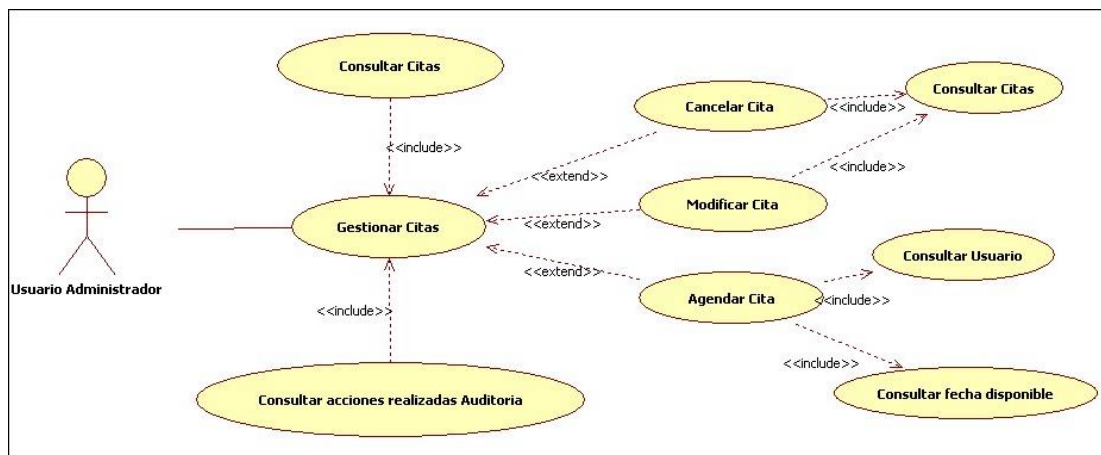 Consultar Citas
Cancelar Cita
<<include>>
Consultar Citas
<<include>>
<<include>>
<<extend>>
Modificar Cita
Gestionar Citas
<<extend>>
Consultar Usuario
<<extend>>
Usuario Administrador
Agendar Cita
<<include>>
<<include>>
<<include>>
Consultar acciones realizadas Auditoria
Consultar fecha disponible